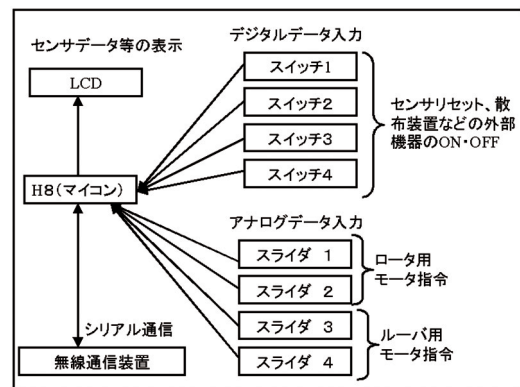 センサデータ等の表示
LCD
H8(マイコン)
シリアル通信
無線通信装置
デジタルデータ入力
スイッチ1
スイッチ2
スイッチ3
スイッチ4
センサリセット、散
布装置などの外部
機器のON・OFF
アナログデータ入力
スライダ 1
スライダ 2
スライダ 3
スライダ 4
ロータ用
モータ指令
ルーバ用
モータ指令